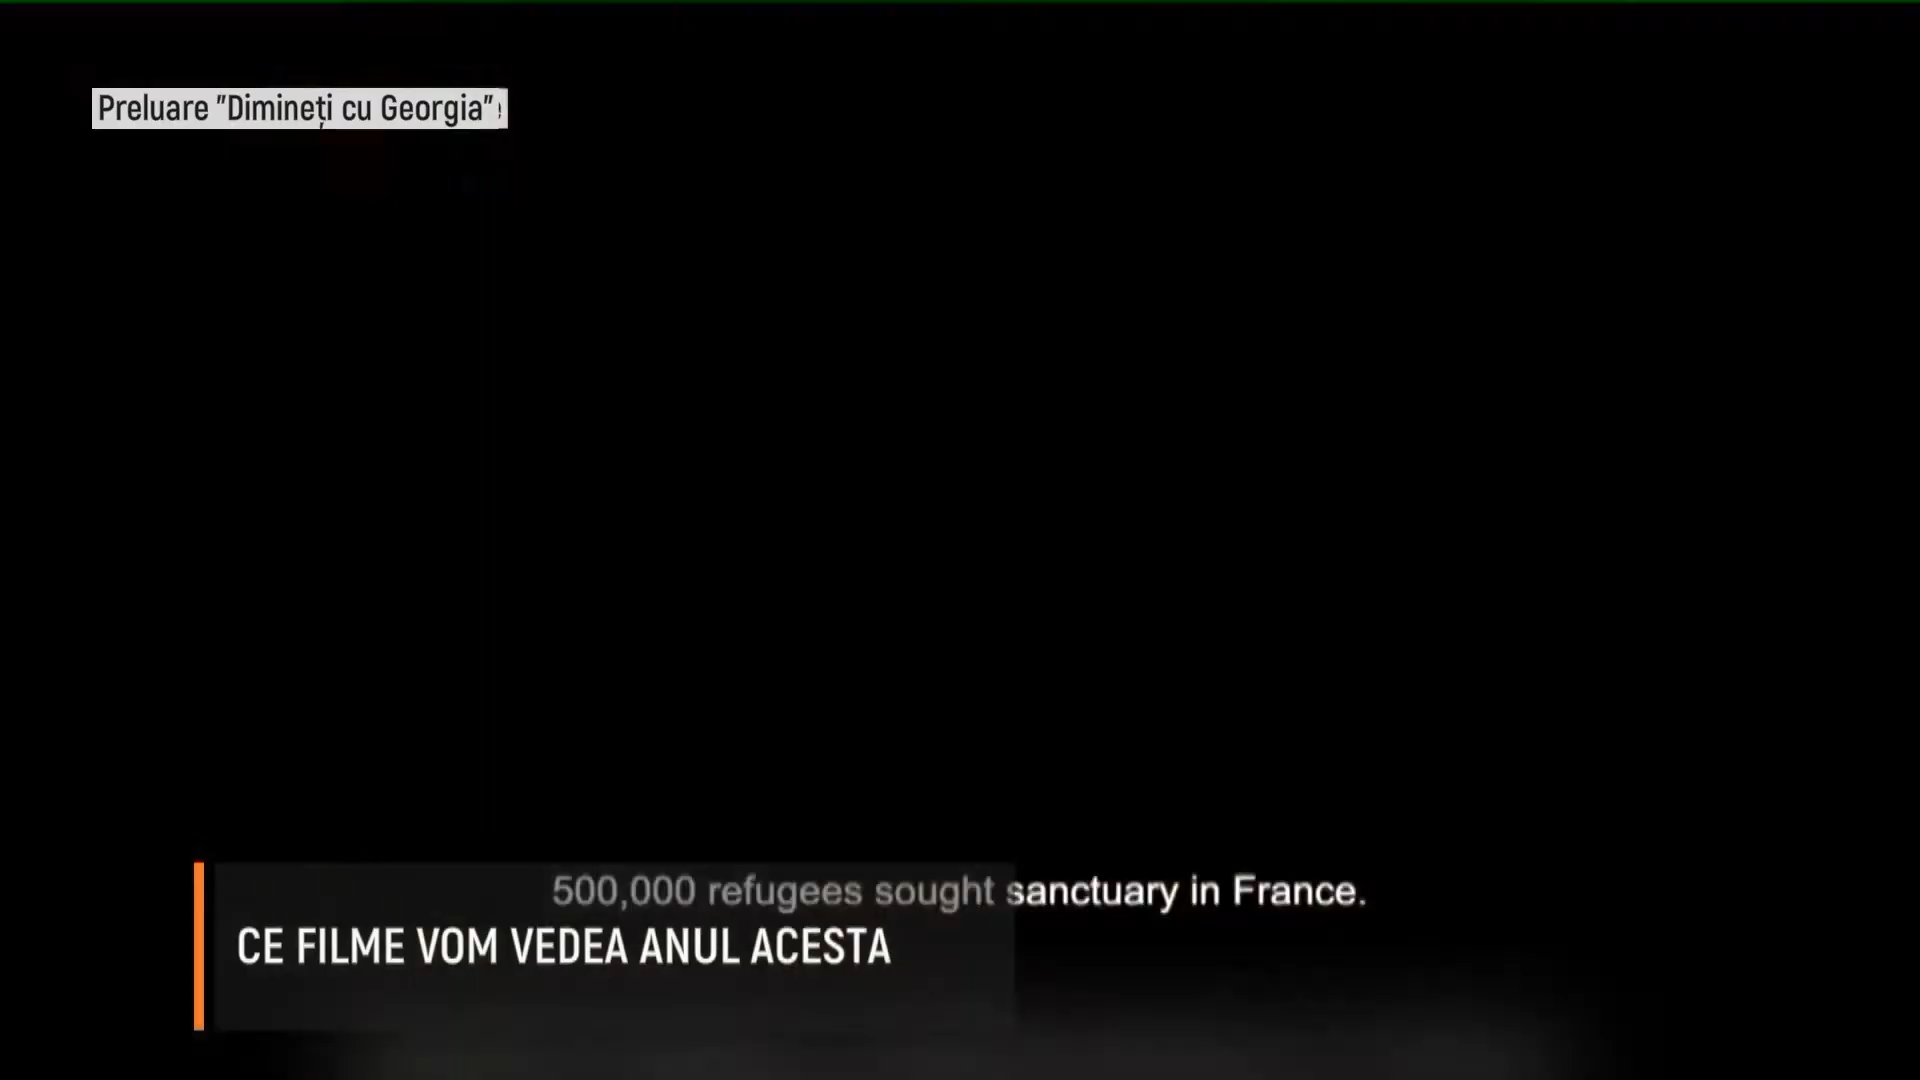 Preluare "Dimineți cu Georgia"
500,000 refugees sought sanctuary in France.
CE FILME VOM VEDEA ANUL ACESTA